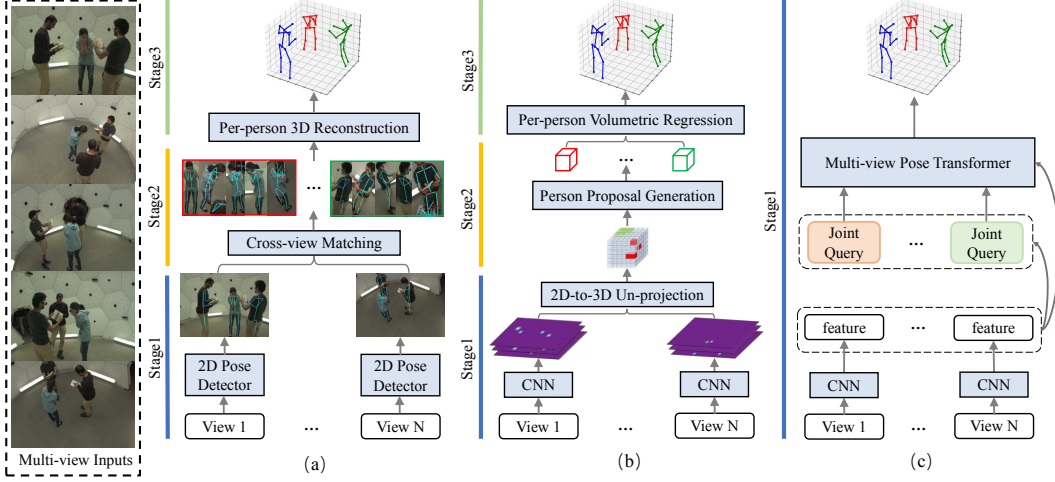 Multi-view Inputs
Stage3
Per-person 3D Reconstruction
Stage2
...
Cross-view Matching
Stage1
2D Pose
Detector
2D Pose
Detector
View 1
...
View N
(a)
Stage3
Per-person Volumetric Regression
Stage2
...
Person Proposal Generation
2D-to-3D Un-projection
Stage1
CNN
CNN
View 1
...
View N
(b)
Stage1
Multi-view Pose Transformer
Joint
Query
...
Joint
Query
feature
...
feature
CNN
CNN
View 1
...
View N
(c)